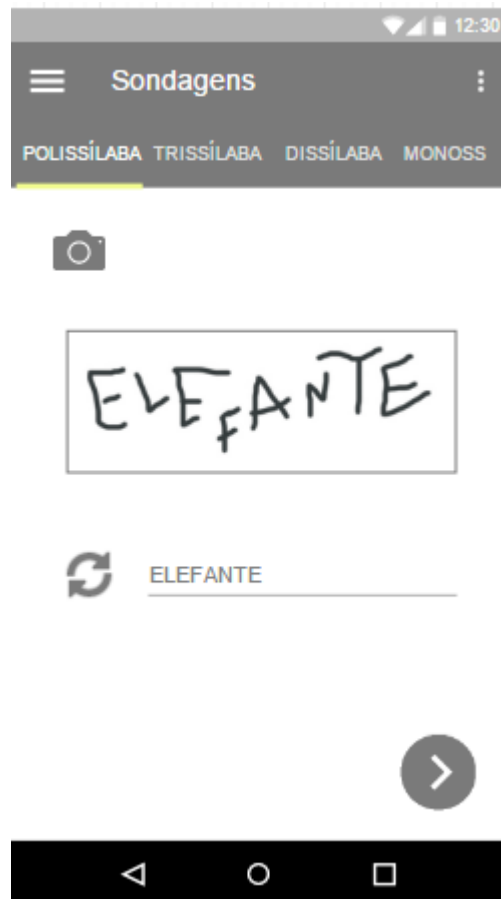 12:30
Sondagens
POLISSÍLABA TRISSÍLABA DISSÍLABA MONOSS
ELEFANTE
ELEFANTE